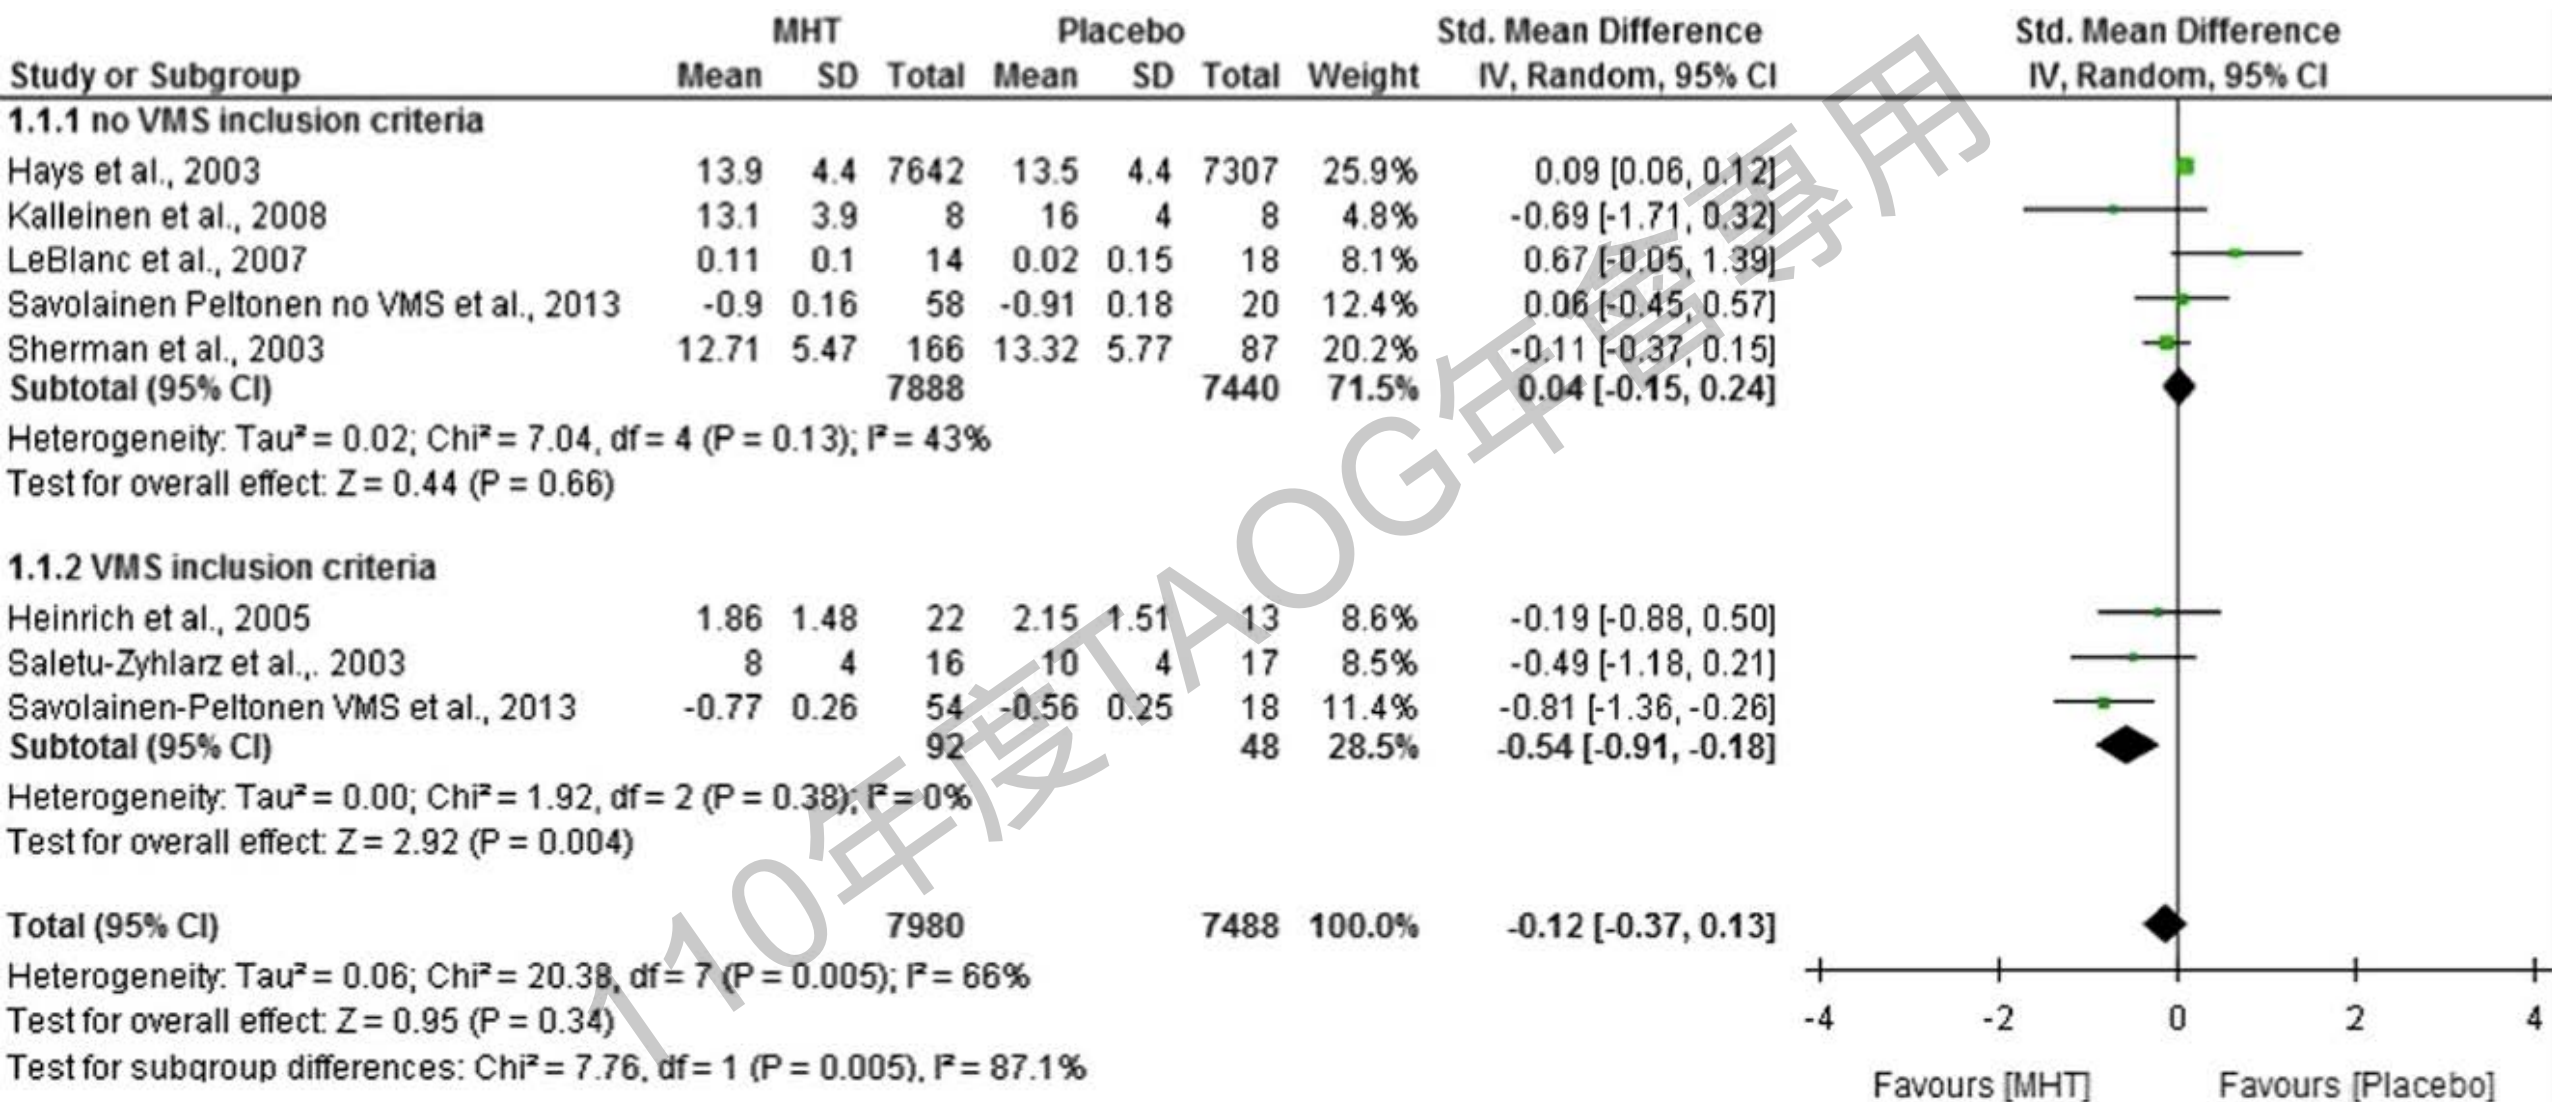 MHT Placebo Std. Mean Difference Std. Mean Difference
Study or Subgroup Mean SD Total Mean SD Total Weight IV, Random, 95% CI IV, Random, 95% CI
1.1.1 no VMS inclusion criteria
Hays et al., 2003 13.9 4.4 7642 13.5 4.4 7307 25.9% 0.09 [0.06, 0.12]
Kalleinen et al., 2008 13.1 3.9 8 16 4 8 4.8% -0.69 [-1.71, 0.32]
LeBlanc et al., 2007 0.11 0.1 14 0.02 0.15 18 8.1% 0.67 [-0.05, 1.39]
Savolainen Peltonen no VMS et al., 2013 -0.9 0.16 58 -0.91 0.18 20 12.4% 0.06 [-0.45, 0.57]
Sherman et al., 2003 12.71 5.47 166 13.32 5.77 87 20.2% -0.11 [-0.37, 0.15]
Subtotal (95% CI) 7888 7440 71.5% 0.04 [-0.15, 0.24]
Heterogeneity: Tau² = 0.02; Chi² = 7.04, df = 4 (P = 0.13); I² = 43%
Test for overall effect: Z = 0.44 (P = 0.66)
1.1.2 VMS inclusion criteria
Heinrich et al., 2005 1.86 1.48 22 2.15 1.51 13 8.6% -0.19 [-0.88, 0.50]
Saletu-Zyhlarz et al.,. 2003 8 4 16 10 4 17 8.5% -0.49 [-1.18, 0.21]
Savolainen-Peltonen VMS et al., 2013 -0.77 0.26 54 -0.56 0.25 18 11.4% -0.81 [-1.36, -0.26]
Subtotal (95% CI) 92 48 28.5% -0.54 [-0.91, -0.18]
Heterogeneity: Tau² = 0.00; Chi² = 1.92, df = 2 (P = 0.38); I² = 0%
Test for overall effect: Z = 2.92 (P = 0.004)
Total (95% CI) 7980 7488 100.0% -0.12 [-0.37, 0.13]
Heterogeneity: Tau² = 0.06; Chi² = 20.38, df = 7 (P = 0.005); I² = 66%
Test for overall effect: Z = 0.95 (P = 0.34)
Test for subgroup differences: Chi² = 7.76, df = 1 (P = 0.005), I² = 87.1%
-4 -2 0 2 4
Favours [MHT] Favours [Placebo]
110年度TAOG年會專用